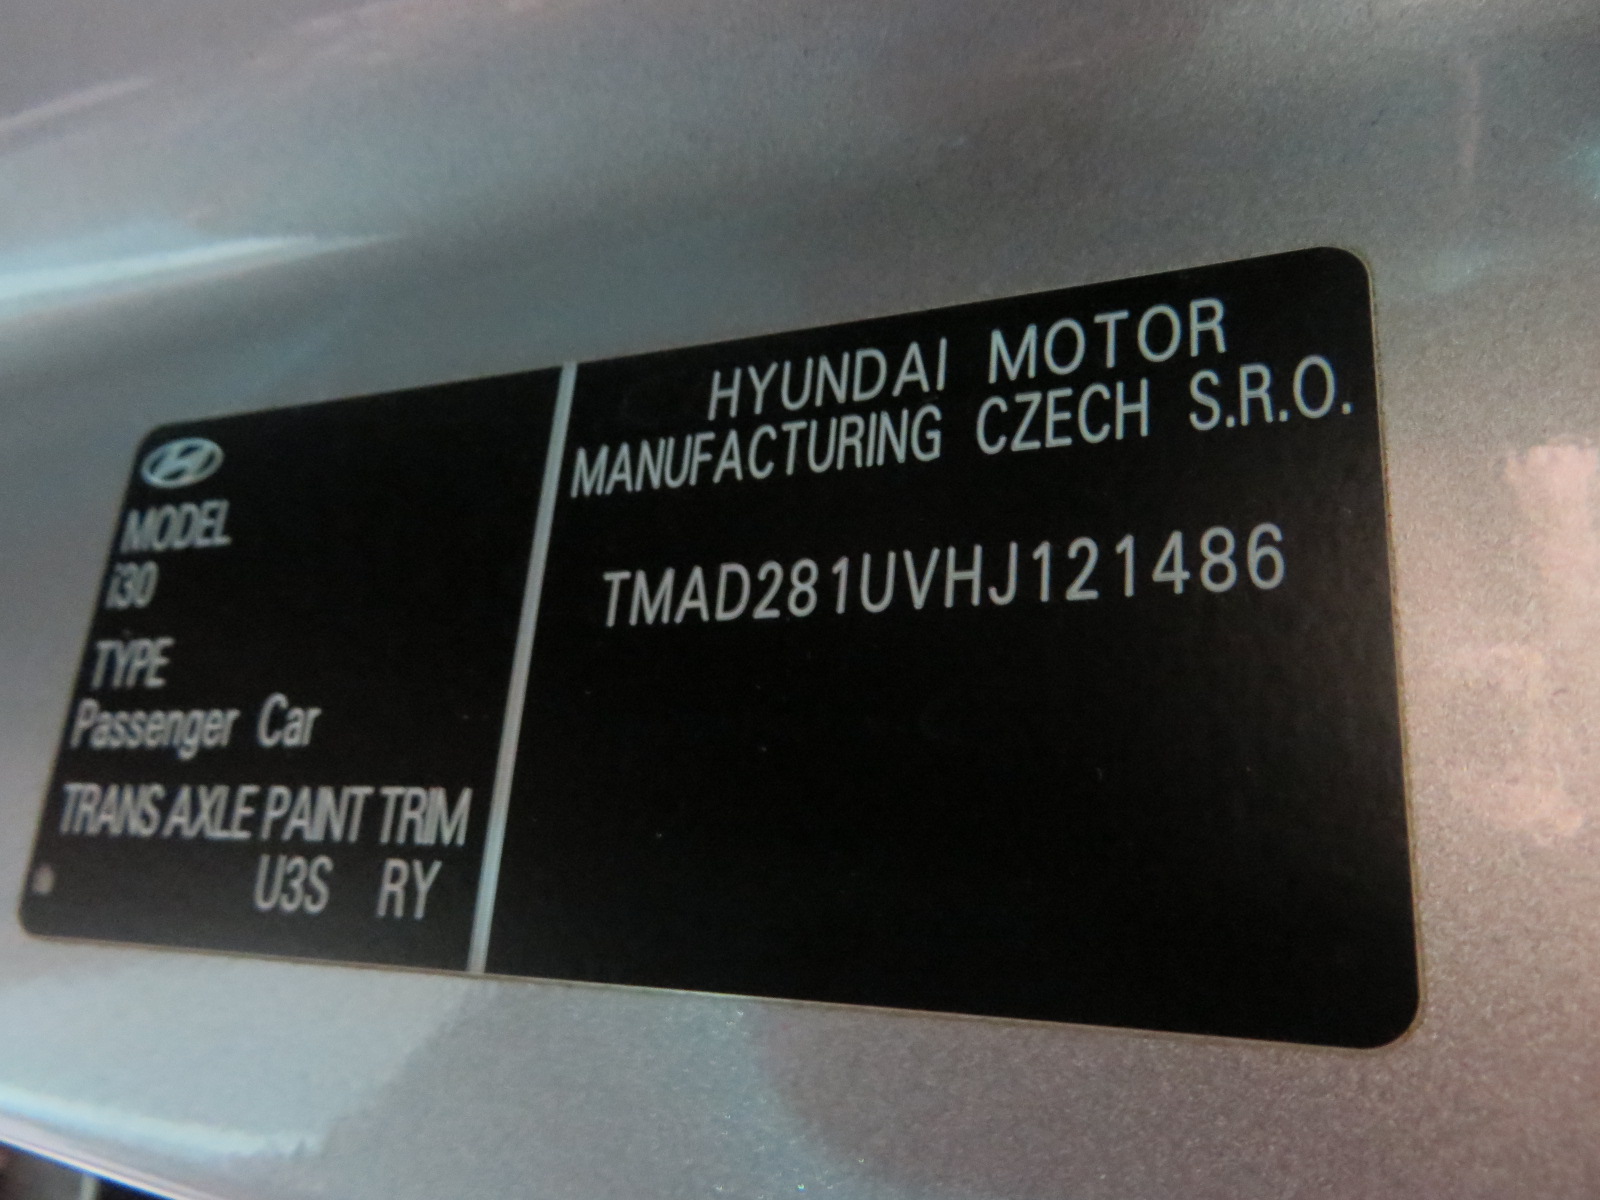 MODEL
i30
TYPE
Passenger Car
TRANS AXLE PAINT TRIM
U3S RY
HYUNDAI MOTOR
MANUFACTURING CZECH S.R.O.
TMAD281UVHJ121486